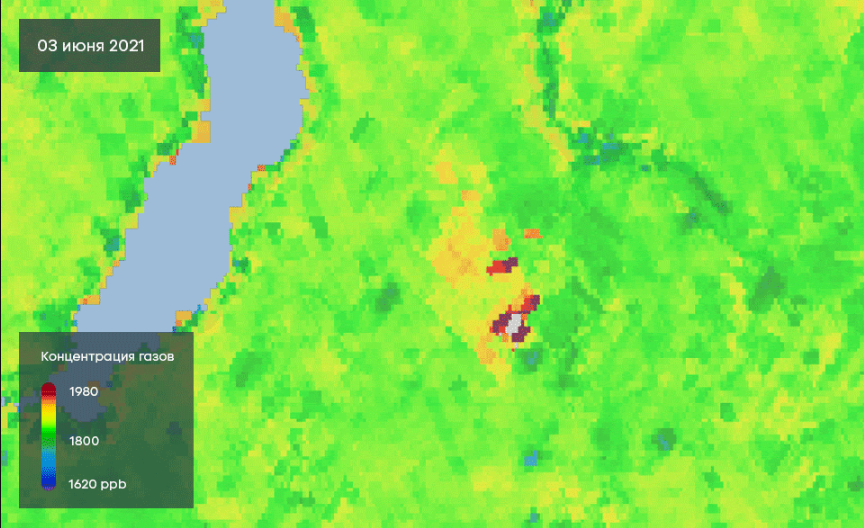 03 июня 2021
Концентрация газов
1980
1800
1620 ppb